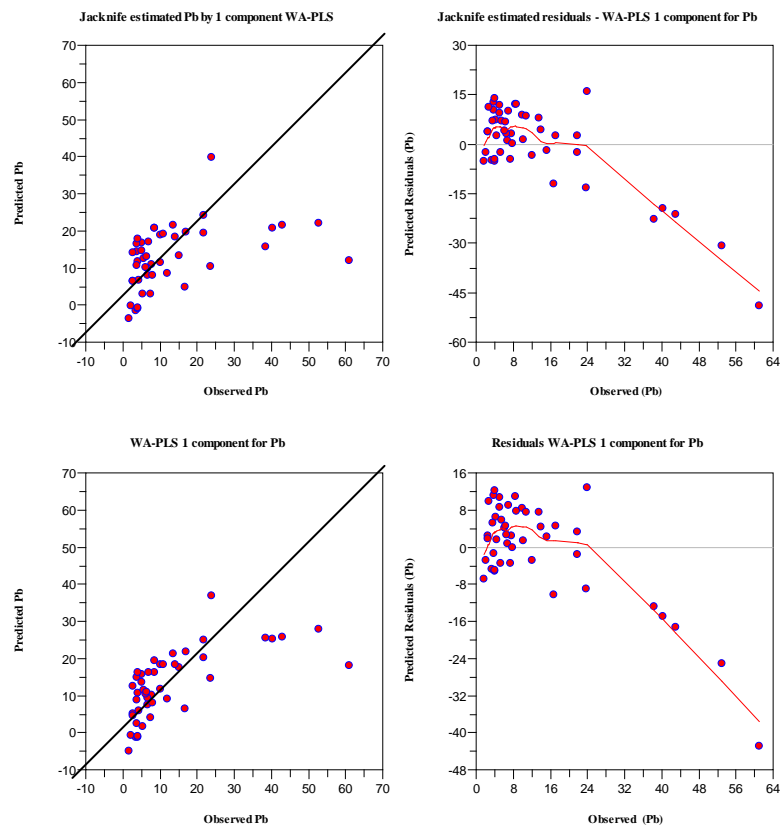 Jacknife estimated Pb by 1 component WA-PLS
70
60
50
40
30
20
10
0
-10
-10 0 10 20 30 40 50 60 70
Predicted Pb
Observed Pb
Jacknife estimated residuals - WA-PLS 1 component for Pb
30
15
0
-15
-30
-45
-60
0 8 16 24 32 40 48 56 64
Predicted Residuals (Pb)
Observed (Pb)
WA-PLS 1 component for Pb
70
60
50
40
30
20
10
0
-10
-10 0 10 20 30 40 50 60 70
Predicted Pb
Observed Pb
Residuals WA-PLS 1 component for Pb
16
8
0
-8
-16
-24
-32
-40
-48
0 8 16 24 32 40 48 56 64
Predicted Residuals (Pb)
Observed (Pb)